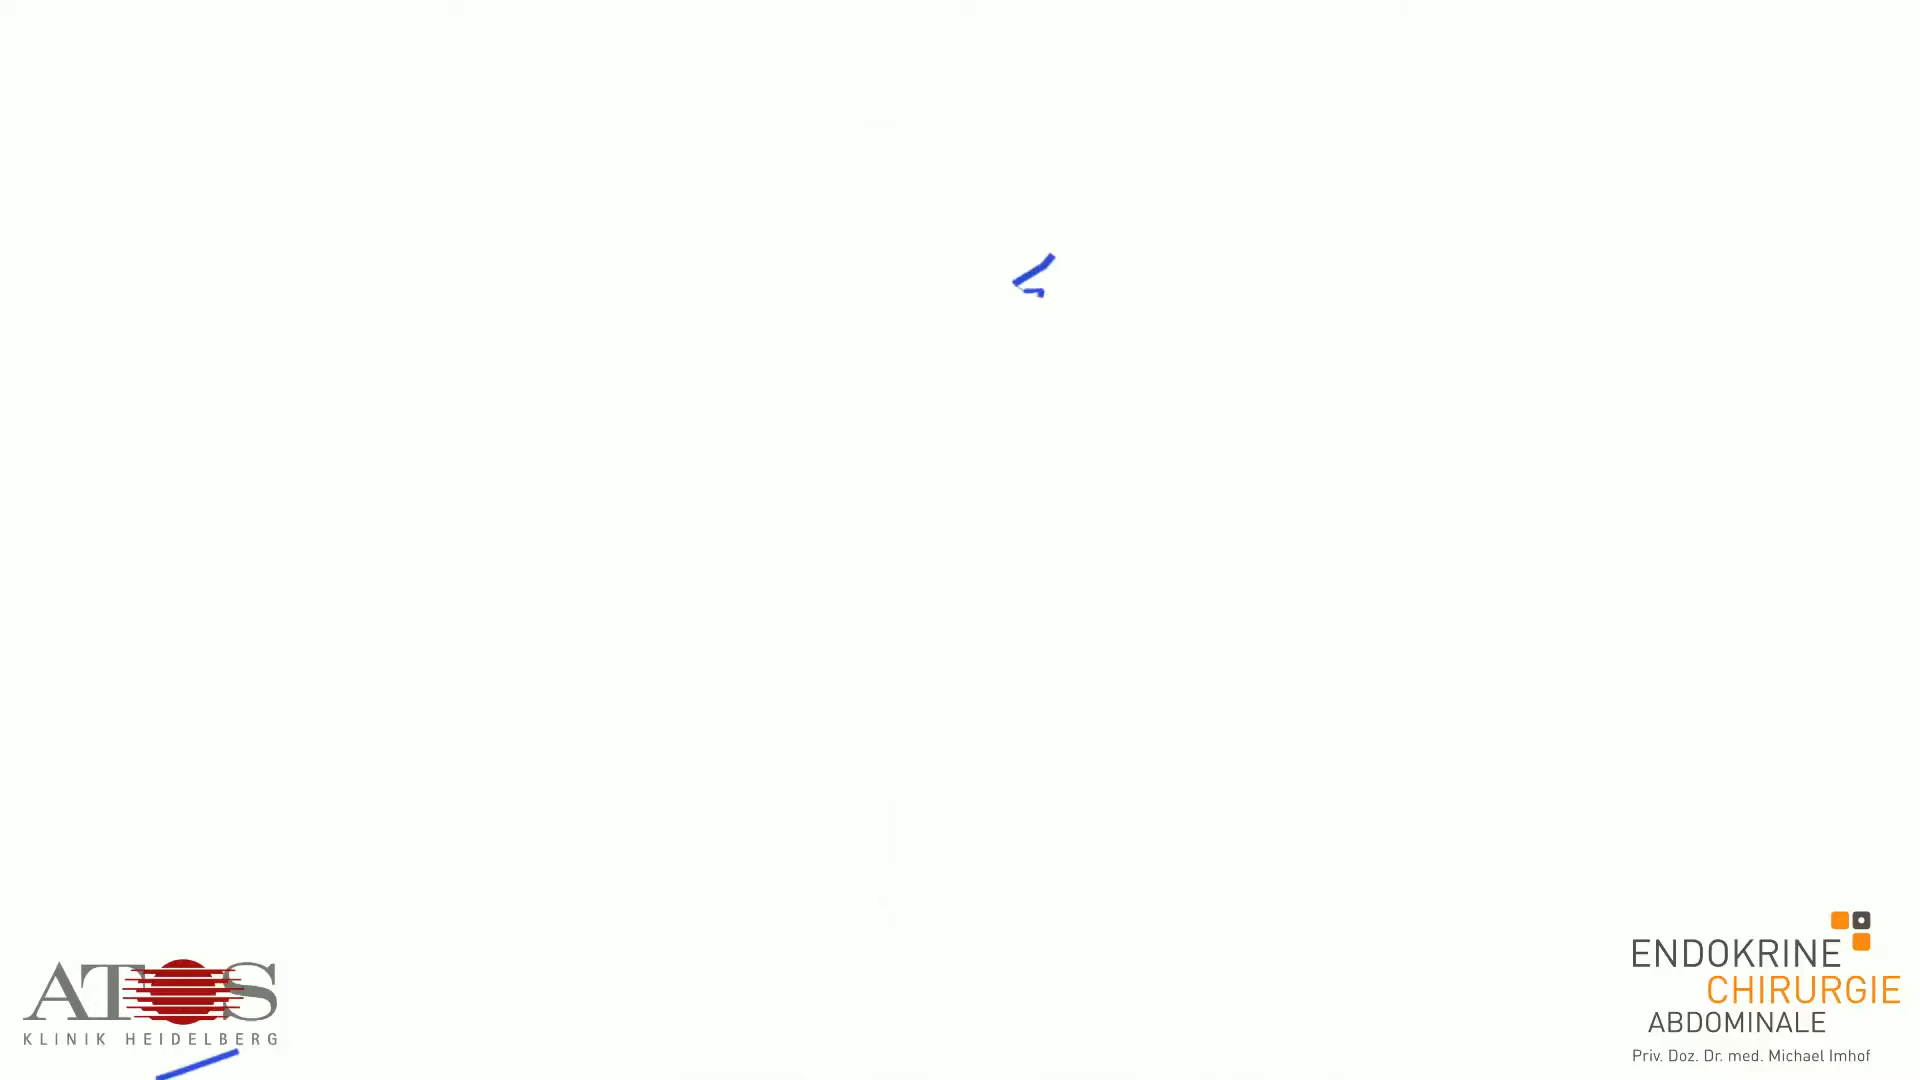 ATOS
KLINIK HEIDELBERG
ENDOKRINE
CHIRURGIE
ABDOMINALE
Priv. Doz. Dr. med. Michael Imhof